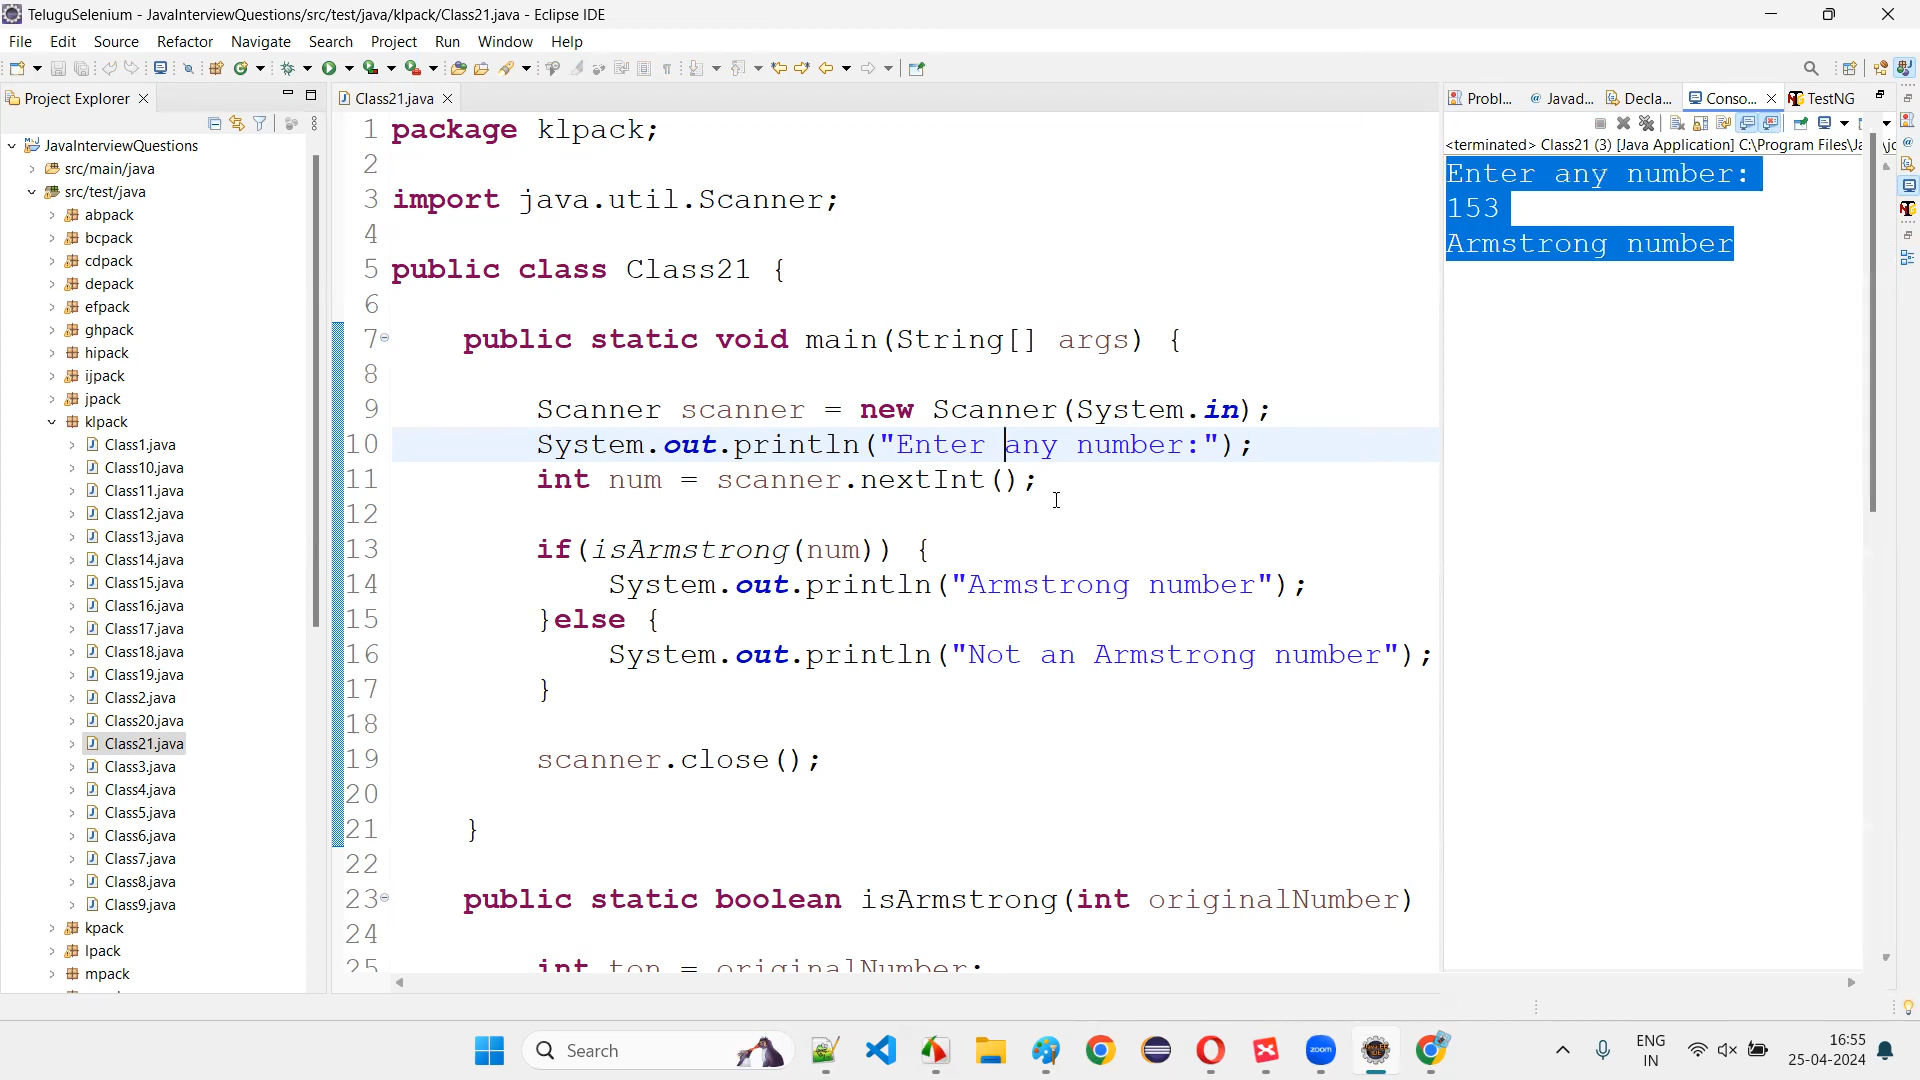 TeluguSelenium - JavaInterviewQuestions/src/test/java/klpack/Class21.java - Eclipse IDE
File Edit Source Refactor Navigate Search Project Run Window Help
Project Explorer
JavaInterviewQuestions
src/main/java
src/test/java
abpack
bcpack
cdpack
depack
efpack
ghpack
hipack
ijpack
jpack
klpack
Class1.java
Class10.java
Class11.java
Class12.java
Class13.java
Class14.java
Class15.java
Class16.java
Class17.java
Class18.java
Class19.java
Class2.java
Class20.java
Class21.java
Class3.java
Class4.java
Class5.java
Class6.java
Class7.java
Class8.java
Class9.java
kpack
lpack
mpack
Class21.java
1 package klpack;
2
3 import java.util.Scanner;
4
5 public class Class21 {
6
7 public static void main(String[] args) {
8
9 Scanner scanner = new Scanner(System.in);
10 System.out.println("Enter any number:");
11 int num = scanner.nextInt();
12
13 if(isArmstrong(num)) {
14 System.out.println("Armstrong number");
15 }else {
16 System.out.println("Not an Armstrong number");
17 }
18
19 scanner.close();
20
21 }
22
23 public static boolean isArmstrong(int originalNumber)
24
25 int ton = originalNumber;
Probl... Javad... Decla... Conso... TestNG
<terminated> Class21 (3) [Java Application] C:\Program Files\Ja
Enter any number:
153
Armstrong number
Search
zoom
ENG
IN
16:55
25-04-2024